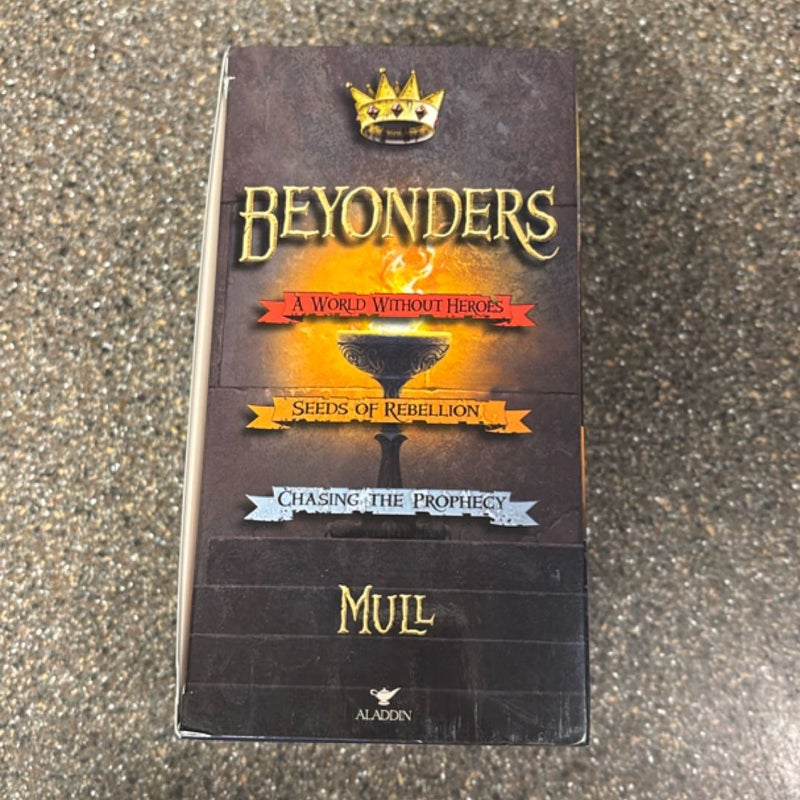 BEYONDERS
A WORLD WITHOUT HEROES
SEEDS OF REBELLION
CHASING THE PROPHECY
MULL
ALADDIN